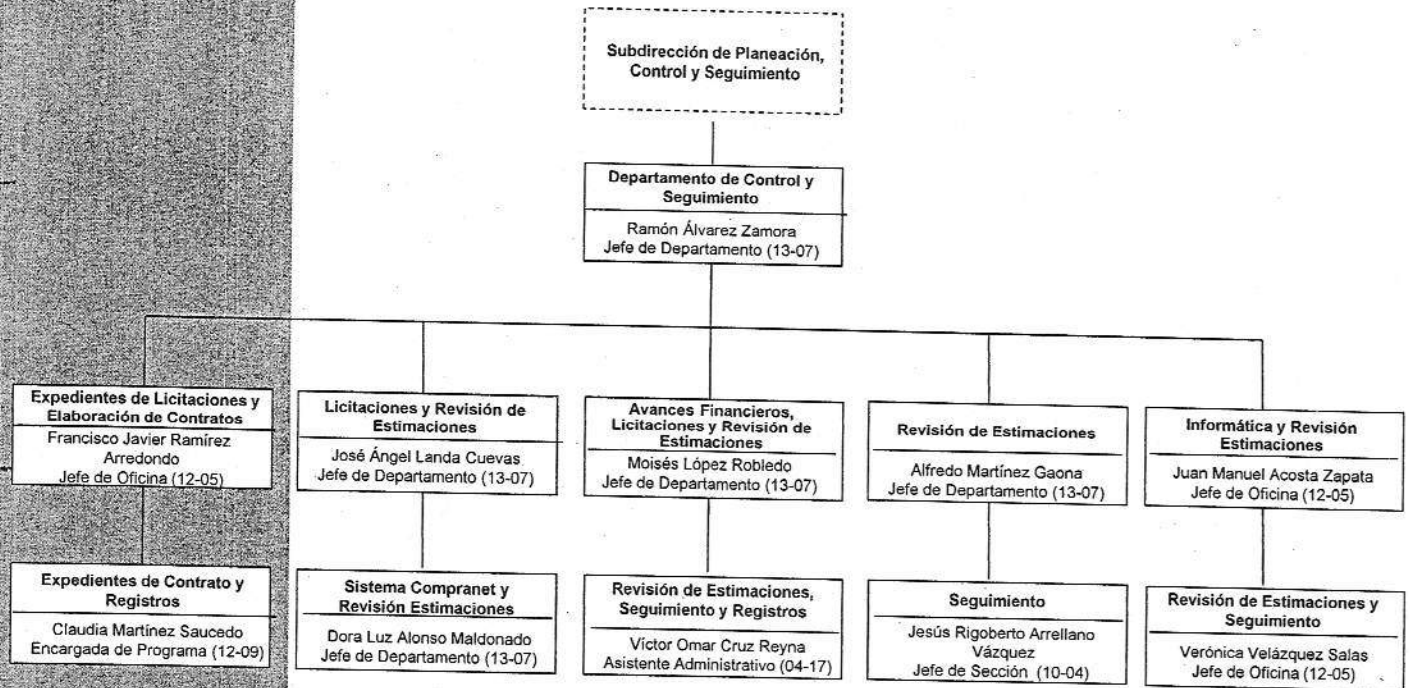 Subdirección de Planeación,
Control y Seguimiento
Departamento de Control y
Seguimiento
Ramón Álvarez Zamora
Jefe de Departamento (13-07)
Expedientes de Licitaciones y
Elaboración de Contratos
Francisco Javier Ramírez
Arredondo
Jefe de Oficina (12-05)
Licitaciones y Revisión de
Estimaciones
José Ángel Landa Cuevas
Jefe de Departamento (13-07)
Avances Financieros,
Licitaciones y Revisión de
Estimaciones
Moisés López Robledo
Jefe de Departamento (13-07)
Revisión de Estimaciones
Alfredo Martínez Gaona
Jefe de Departamento (13-07)
Informática y Revisión
Estimaciones
Juan Manuel Acosta Zapata
Jefe de Oficina (12-05)
Expedientes de Contrato y
Registros
Claudia Martínez Saucedo
Encargada de Programa (12-09)
Sistema Compranet y
Revisión Estimaciones
Dora Luz Alonso Maldonado
Jefe de Departamento (13-07)
Revisión de Estimaciones,
Seguimiento y Registros
Víctor Omar Cruz Reyna
Asistente Administrativo (04-17)
Seguimiento
Jesús Rigoberto Arrellano
Vázquez
Jefe de Sección (10-04)
Revisión de Estimaciones y
Seguimiento
Verónica Velázquez Salas
Jefe de Oficina (12-05)